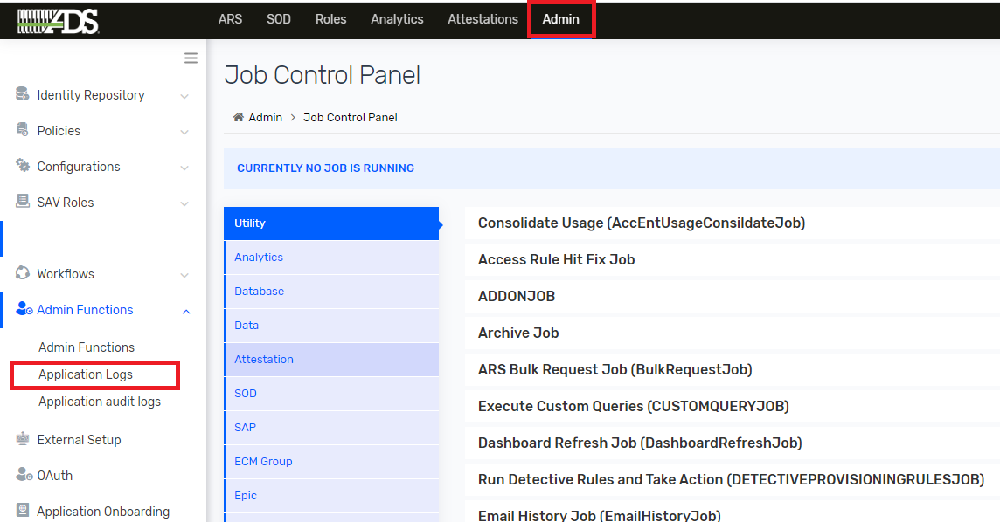 ADS
ARS SOD Roles Analytics Attestations Admin
Identity Repository
Policies
Configurations
SAV Roles
Workflows
Admin Functions
Admin Functions
Application Logs
Application audit logs
External Setup
OAuth
Application Onboarding
Job Control Panel
Admin > Job Control Panel
CURRENTLY NO JOB IS RUNNING
Utility
Analytics
Database
Data
Attestation
SOD
SAP
ECM Group
Epic
Consolidate Usage (AccEntUsageConsildateJob)
Access Rule Hit Fix Job
ADDONJOB
Archive Job
ARS Bulk Request Job (BulkRequestJob)
Execute Custom Queries (CUSTOMQUERYJOB)
Dashboard Refresh Job (DashboardRefreshJob)
Run Detective Rules and Take Action (DETECTIVEPROVISIONINGRULESJOB)
Email History Job (EmailHistoryJob)